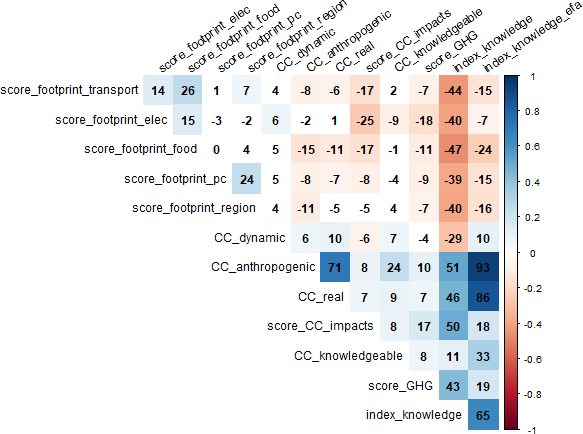 score_footprint_elec
score_footprint_food
score_footprint_pc
score_footprint_region
CC_dynamic
CC_anthropogenic
CC_real
score_CC_impacts
CC_knowledgeable
score_GHG
index_knowledge
index_knowledge_efa
score_footprint_transport 14 26 1 7 4 -8 -6 -17 2 -7 -44 -15
score_footprint_elec 15 -3 -2 6 -2 1 -25 -9 -18 -40 -7
score_footprint_food 0 4 5 -15 -11 -17 -1 -11 -47 -24
score_footprint_pc 24 5 -8 -7 -8 -4 -9 -39 -15
score_footprint_region 4 -11 -5 -5 4 -7 -40 -16
CC_dynamic 6 10 -6 7 -4 -29 10
CC_anthropogenic 71 8 24 10 51 93
CC_real 7 9 7 46 86
score_CC_impacts 8 17 50 18
CC_knowledgeable 8 11 33
score_GHG 43 19
index_knowledge 65
1
0.8
0.6
0.4
0.2
0
-0.2
-0.4
-0.6
-0.8
-1